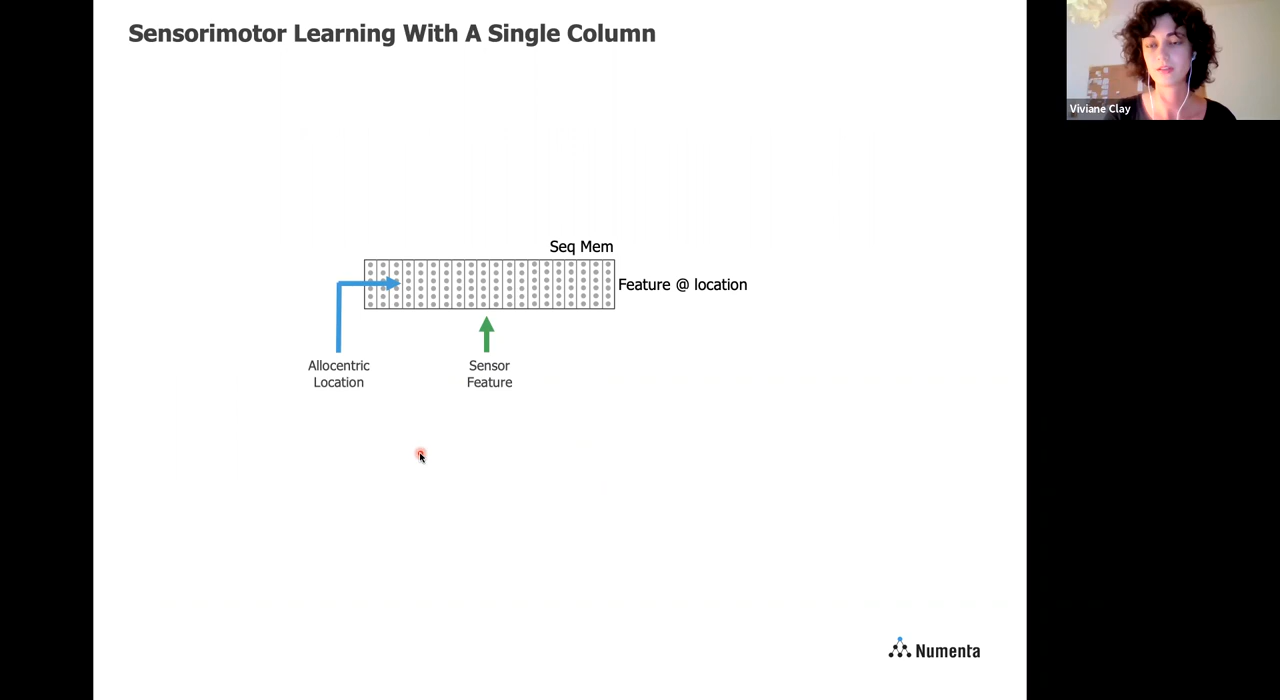 Sensorimotor Learning With A Single Column
Viviane Clay
Seq Mem
Feature @ location
Allocentric
Location
Sensor
Feature
Numenta